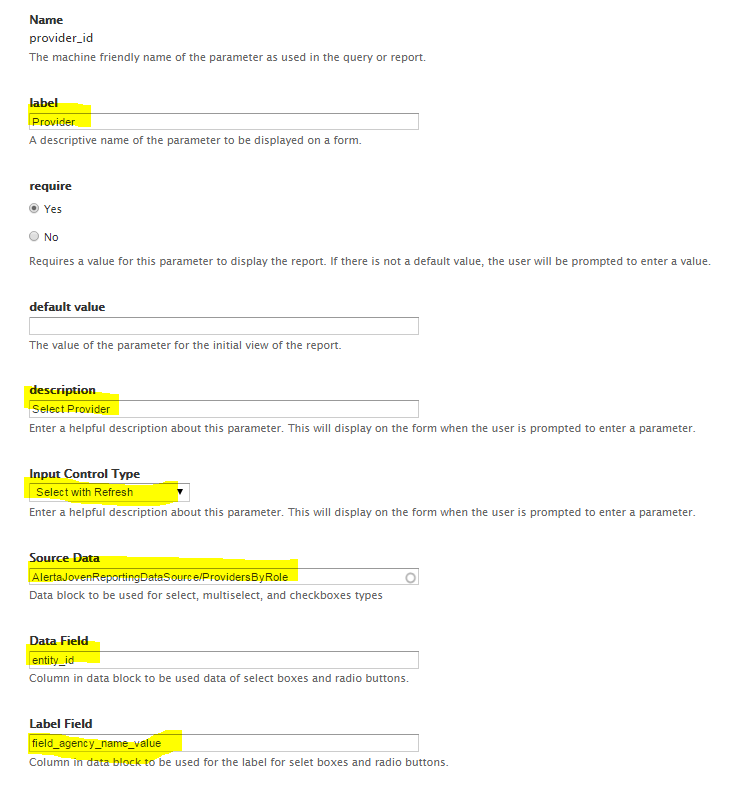 Name
provider_id
The machine friendly name of the parameter as used in the query or report.
label
Provider
A descriptive name of the parameter to be displayed on a form.
require
Yes
No
Requires a value for this parameter to display the report. If there is not a default value, the user will be prompted to enter a value.
default value
The value of the parameter for the initial view of the report.
description
Select Provider
Enter a helpful description about this parameter. This will display on the form when the user is prompted to enter a parameter.
Input Control Type
Select with Refresh
Enter a helpful description about this parameter. This will display on the form when the user is prompted to enter a parameter.
Source Data
AlertaJovenReportingDataSource/ProvidersByRole
Data block to be used for select, multiselect, and checkboxes types
Data Field
entity_id
Column in data block to be used data of select boxes and radio buttons.
Label Field
field_agency_name_value
Column in data block to be used for the label for selet boxes and radio buttons.